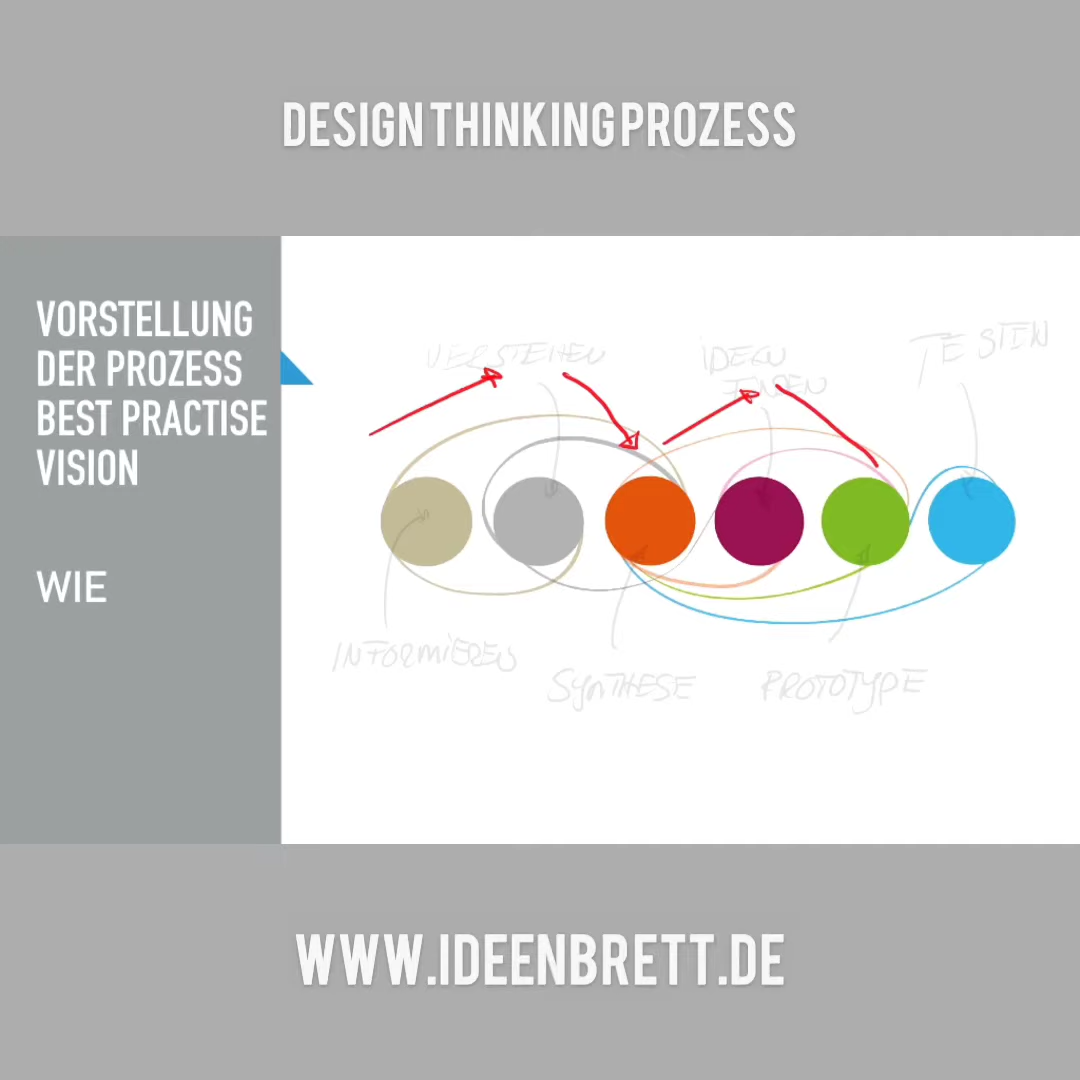 DESIGN THINKING PROZESS
VORSTELLUNG
DER PROZESS
BEST PRACTISE
VISION
WIE
VERSTEHEN
IDEEN
FINDEN
TESTEN
INFORMIEREN
SYNTHESE
PROTOTYPE
WWW.IDEENBRETT.DE